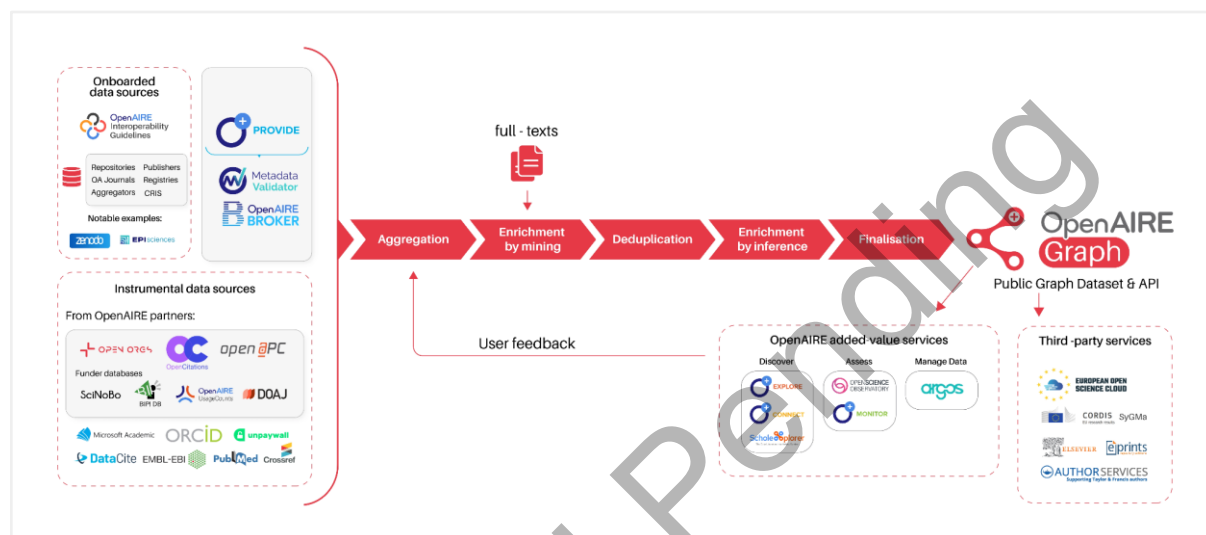 Onboarded
data sources
OpenAIRE
Interoperability
Guidelines
Repositories Publishers
OA Journals Registries
Aggregators CRIS
Notable examples:
zenodo EPIsciences
PROVIDE
Metadata
Validator
OpenAIRE
BROKER
Instrumental data sources
From OpenAIRE partners:
OPEN ORGS
OpenCitations
open aPC
Funder databases
SciNoBo
BIP! DB
OpenAIRE
UsageCounts
DOAJ
Microsoft Academic ORCID unpaywall
DataCite EMBL-EBI PubMed Crossref
full - texts
Aggregation
Enrichment
by mining
Deduplication
Enrichment
by inference
Finalisation
OpenAIRE
Graph
Public Graph Dataset & API
User feedback
OpenAIRE added-value services
Discover Assess Manage Data
EXPLORE
CONNECT
Scholexplorer
OPENSCIENCE
OBSERVATORY
MONITOR
argos
Third -party services
EUROPEAN OPEN
SCIENCE CLOUD
CORDIS SyGMa
ELSEVIER eprints
AUTHOR SERVICES
Supporting Taylor & Francis authors
Pending